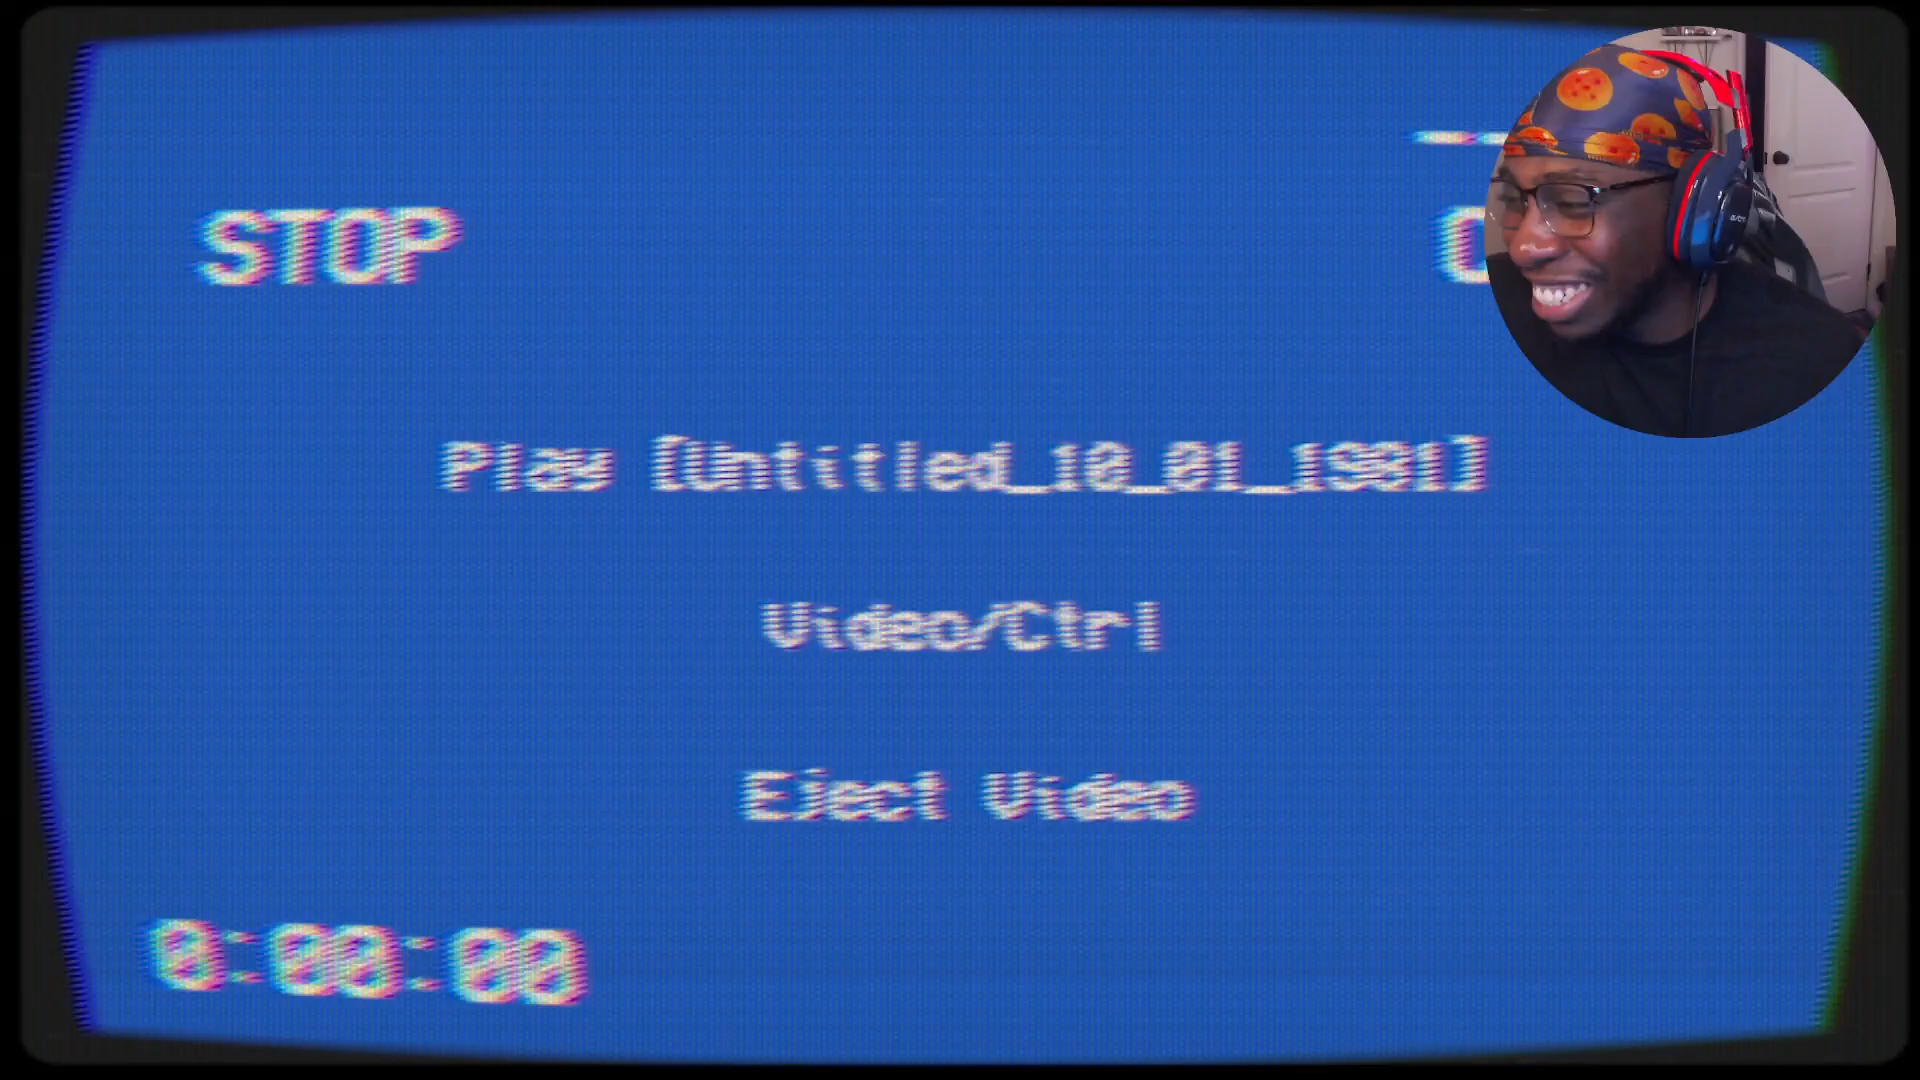 STOP
Play [Untitled_10_01_1981]
Video/Ctrl
Eject Video
0:00:00